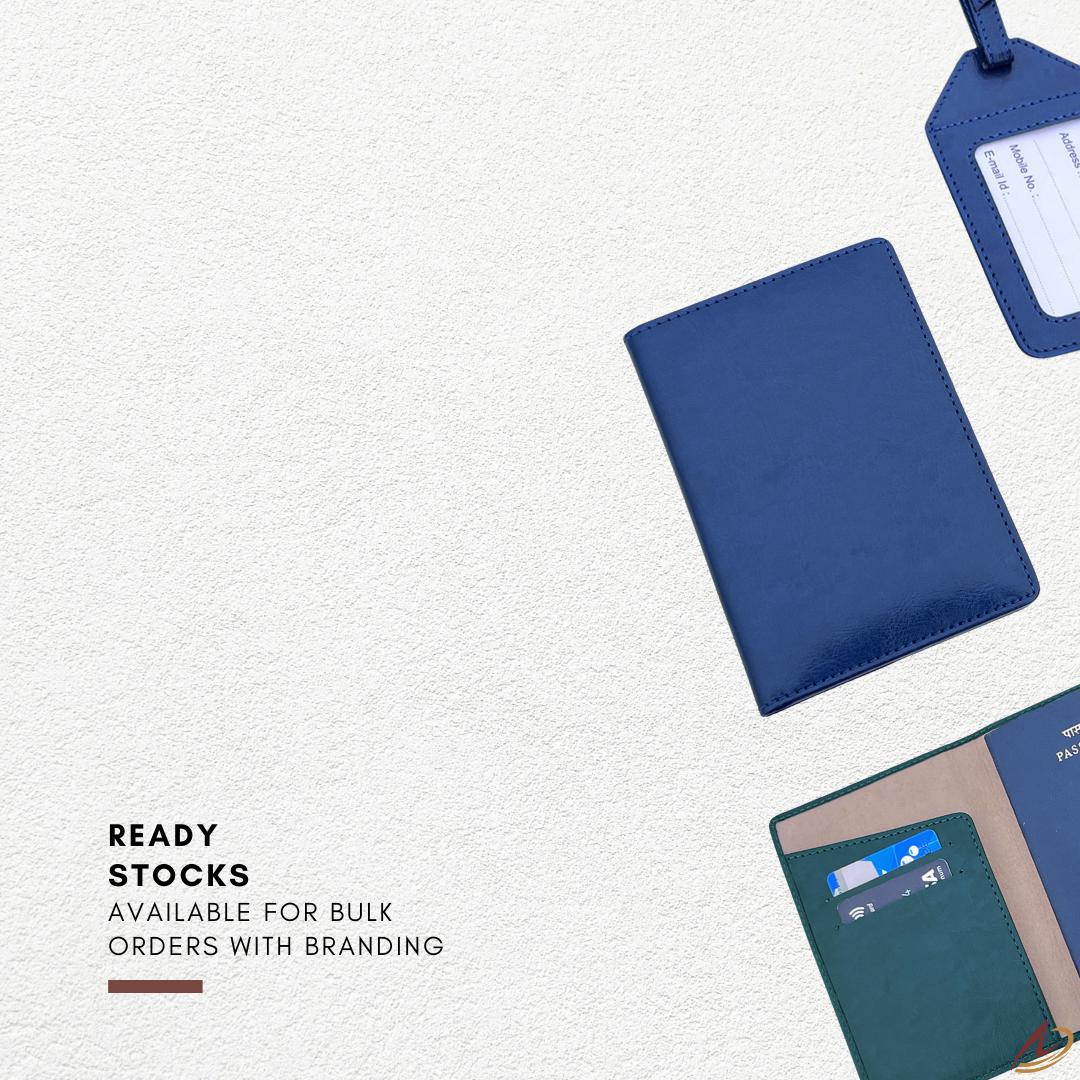 Address
Mobile No. :
E-mail Id :
READY
STOCKS
AVAILABLE FOR BULK
ORDERS WITH BRANDING